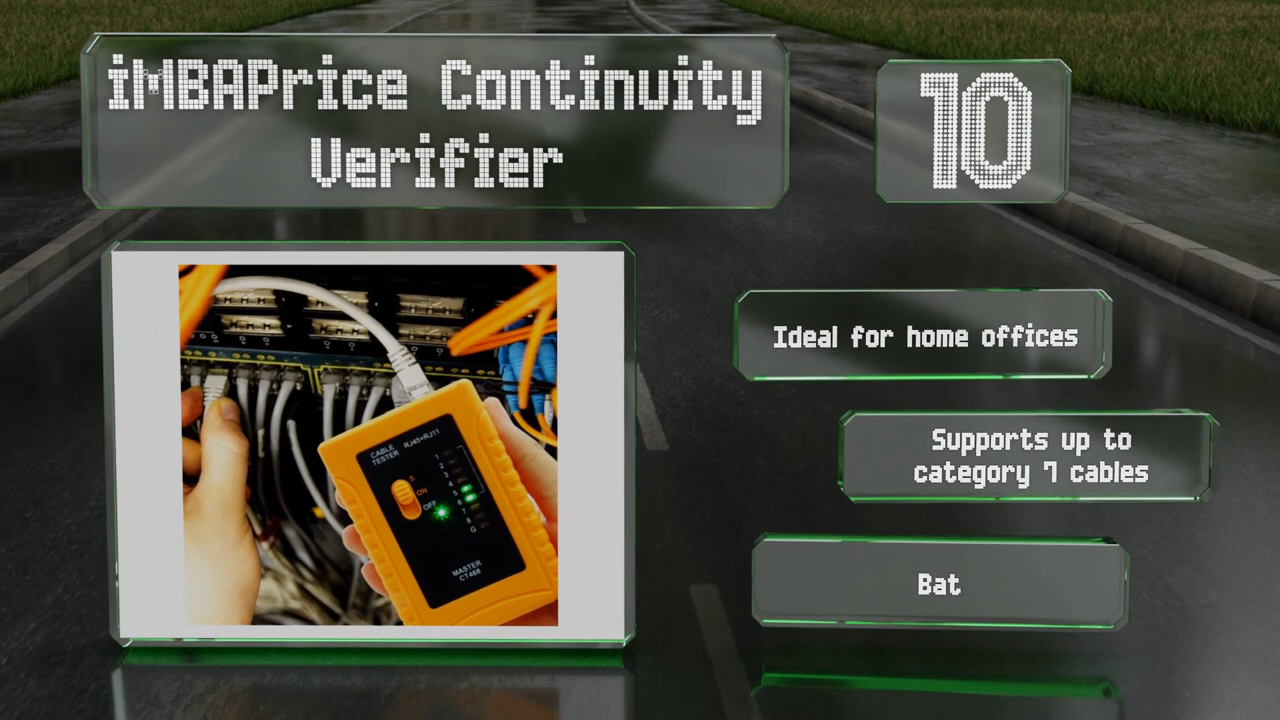 iMBAPrice Continuity
Verifier
10
Ideal for home offices
Supports up to
category 7 cables
Bat
CABLE
TESTER
RJ45+RJ11
S
ON
OFF
1
2
3
4
5
6
7
8
G
MASTER
CT468